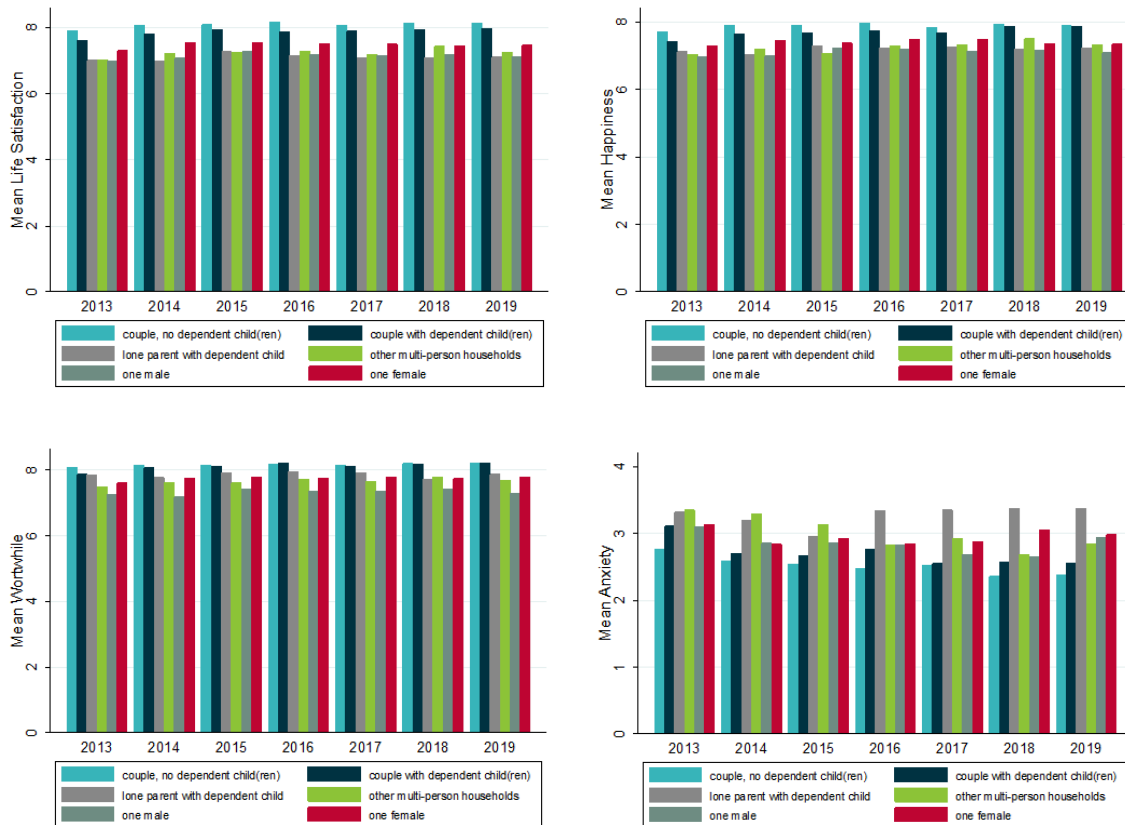 Mean Life Satisfaction
8
6
4
2
0
2013 2014 2015 2016 2017 2018 2019
couple, no dependent child(ren) couple with dependent child(ren)
lone parent with dependent child other multi-person households
one male one female
Mean Happiness
8
6
4
2
0
2013 2014 2015 2016 2017 2018 2019
couple, no dependent child(ren) couple with dependent child(ren)
lone parent with dependent child other multi-person households
one male one female
Mean Wortwhile
8
6
4
2
0
2013 2014 2015 2016 2017 2018 2019
couple, no dependent child(ren) couple with dependent child(ren)
lone parent with dependent child other multi-person households
one male one female
Mean Anxiety
4
3
2
1
0
2013 2014 2015 2016 2017 2018 2019
couple, no dependent child(ren) couple with dependent child(ren)
lone parent with dependent child other multi-person households
one male one female